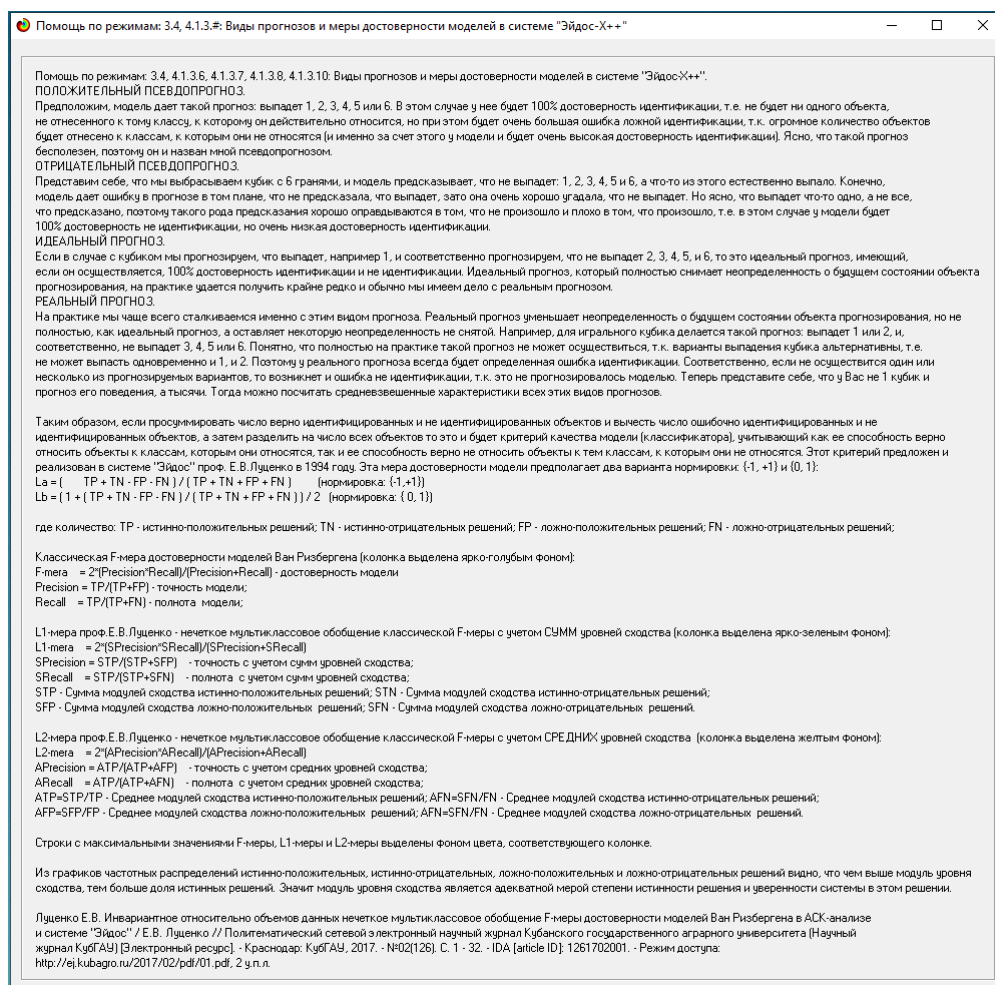 Помощь по режимам: 3.4, 4.1.3.#: Виды прогнозов и меры достоверности моделей в системе "Эйдос-X++"
Помощь по режимам: 3.4, 4.1.3.6, 4.1.3.7, 4.1.3.8, 4.1.3.10: Виды прогнозов и меры достоверности моделей в системе "Эйдос-X++".
ПОЛОЖИТЕЛЬНЫЙ ПСЕВДОПРОГНОЗ.
Предположим, модель дает такой прогноз: выпадет 1, 2, 3, 4, 5 или 6. В этом случае у нее будет 100% достоверность идентификации, т.е. не будет ни одного объекта,
не отнесенного к тому классу, к которому он действительно относится, но при этом будет очень большая ошибка ложной идентификации, т.к. огромное количество объектов
будет отнесено к классам, к которым они не относятся (и именно за счет этого у модели и будет очень высокая достоверность идентификации). Ясно, что такой прогноз
бесполезен, поэтому он и назван мной псевдопрогнозом.
ОТРИЦАТЕЛЬНЫЙ ПСЕВДОПРОГНОЗ.
Представим себе, что мы выбрасываем кубик с 6 гранями, и модель предсказывает, что не выпадет: 1, 2, 3, 4, 5 и 6, а что-то из этого естественно выпало. Конечно,
модель дает ошибку в прогнозе в том плане, что не предсказала, что выпадет, зато она очень хорошо угадала, что не выпадет. Но ясно, что выпадет что-то одно, а не все,
что предсказано, поэтому такого рода предсказания хорошо оправдываются в том, что не произошло и плохо в том, что произошло, т.е. в этом случае у модели будет
100% достоверность не идентификации, но очень низкая достоверность идентификации.
ИДЕАЛЬНЫЙ ПРОГНОЗ.
Если в случае с кубиком мы прогнозируем, что выпадет, например 1, и соответственно прогнозируем, что не выпадет 2, 3, 4, 5, и 6, то это идеальный прогноз, имеющий,
если он осуществляется, 100% достоверность идентификации и не идентификации. Идеальный прогноз, который полностью снимает неопределенность о будущем состоянии объекта
прогнозирования, на практике удается получить крайне редко и обычно мы имеем дело с реальным прогнозом.
РЕАЛЬНЫЙ ПРОГНОЗ.
На практике мы чаще всего сталкиваемся именно с этим видом прогноза. Реальный прогноз уменьшает неопределенность о будущем состоянии объекта прогнозирования, но не
полностью, как идеальный прогноз, а оставляет некоторую неопределенность не снятой. Например, для игрального кубика делается такой прогноз: выпадет 1 или 2, и,
соответственно, не выпадет 3, 4, 5 или 6. Понятно, что полностью на практике такой прогноз не может осуществиться, т.к. варианты выпадения кубика альтернативны, т.е.
не может выпасть одновременно и 1, и 2. Поэтому у реального прогноза всегда будет определенная ошибка идентификации. Соответственно, если не осуществится один или
несколько из прогнозируемых вариантов, то возникнет и ошибка не идентификации, т.к. это не прогнозировалось моделью. Теперь представите себе, что у Вас не 1 кубик и
прогноз его поведения, а тысячи. Тогда можно посчитать средневзвешенные характеристики всех этих видов прогнозов.
Таким образом, если просуммировать число верно идентифицированных и не идентифицированных объектов и вычесть число ошибочно идентифицированных и не
идентифицированных объектов, а затем разделить на число всех объектов то это и будет критерий качества модели (классификатора), учитывающий как ее способность верно
относить объекты к классам, которым они относятся, так и ее способность верно не относить объекты к тем классам, к которым они не относятся. Этот критерий предложен и
реализован в системе "Эйдос" проф. Е.В.Луценко в 1994 году. Эта мера достоверности модели предполагает два варианта нормировки: {-1, +1} и {0, 1}:
La = ( TP + TN - FP - FN ) / ( TP + TN + FP + FN ) (нормировка: {-1,+1})
Lb = ( 1 + ( TP + TN - FP - FN ) / ( TP + TN + FP + FN ) ) / 2 (нормировка: { 0, 1})
где количество: TP - истинно-положительных решений; TN - истинно-отрицательных решений; FP - ложно-положительных решений; FN - ложно-отрицательных решений;
Классическая F-мера достоверности моделей Ван Ризбергена (колонка выделена ярко-голубым фоном):
F-mera = 2*(Precision*Recall)/(Precision+Recall) - достоверность модели
Precision = TP/(TP+FP) - точность модели;
Recall = TP/(TP+FN) - полнота модели;
L1-мера проф.Е.В.Луценко - нечеткое мультиклассовое обобщение классической F-меры с учетом СУММ уровней сходства (колонка выделена ярко-зеленым фоном):
L1-mera = 2*(SPrecision*SRecall)/(SPrecision+SRecall)
SPrecision = STP/(STP+SFP) - точность с учетом сумм уровней сходства;
SRecall = STP/(STP+SFN) - полнота с учетом сумм уровней сходства;
STP - Сумма модулей сходства истинно-положительных решений; STN - Сумма модулей сходства истинно-отрицательных решений;
SFP - Сумма модулей сходства ложно-положительных решений; SFN - Сумма модулей сходства ложно-отрицательных решений.
L2-мера проф.Е.В.Луценко - нечеткое мультиклассовое обобщение классической F-меры с учетом СРЕДНИХ уровней сходства (колонка выделена желтым фоном):
L2-mera = 2*(APrecision*ARecall)/(APrecision+ARecall)
APrecision = ATP/(ATP+AFP) - точность с учетом средних уровней сходства;
ARecall = ATP/(ATP+AFN) - полнота с учетом средних уровней сходства;
ATP=STP/TP - Среднее модулей сходства истинно-положительных решений; AFN=SFN/FN - Среднее модулей сходства истинно-отрицательных решений;
AFP=SFP/FP - Среднее модулей сходства ложно-положительных решений; AFN=SFN/FN - Среднее модулей сходства ложно-отрицательных решений.
Строки с максимальными значениями F-меры, L1-меры и L2-меры выделены фоном цвета, соответствующего колонке.
Из графиков частотных распределений истинно-положительных, истинно-отрицательных, ложно-положительных и ложно-отрицательных решений видно, что чем выше модуль уровня
сходства, тем больше доля истинных решений. Значит модуль уровня сходства является адекватной мерой степени истинности решения и уверенности системы в этом решении.
Луценко Е.В. Инвариантное относительно объемов данных нечеткое мультиклассовое обобщение F-меры достоверности моделей Ван Ризбергена в АСК-анализе
и системе "Эйдос" / Е.В. Луценко // Политематический сетевой электронный научный журнал Кубанского государственного аграрного университета (Научный
журнал КубГАУ) [Электронный ресурс]. - Краснодар: КубГАУ, 2017. - №02(126). С. 1 - 32. - IDA [article ID]: 1261702001. - Режим доступа:
http://ej.kubagro.ru/2017/02/pdf/01.pdf, 2 у.п.л.